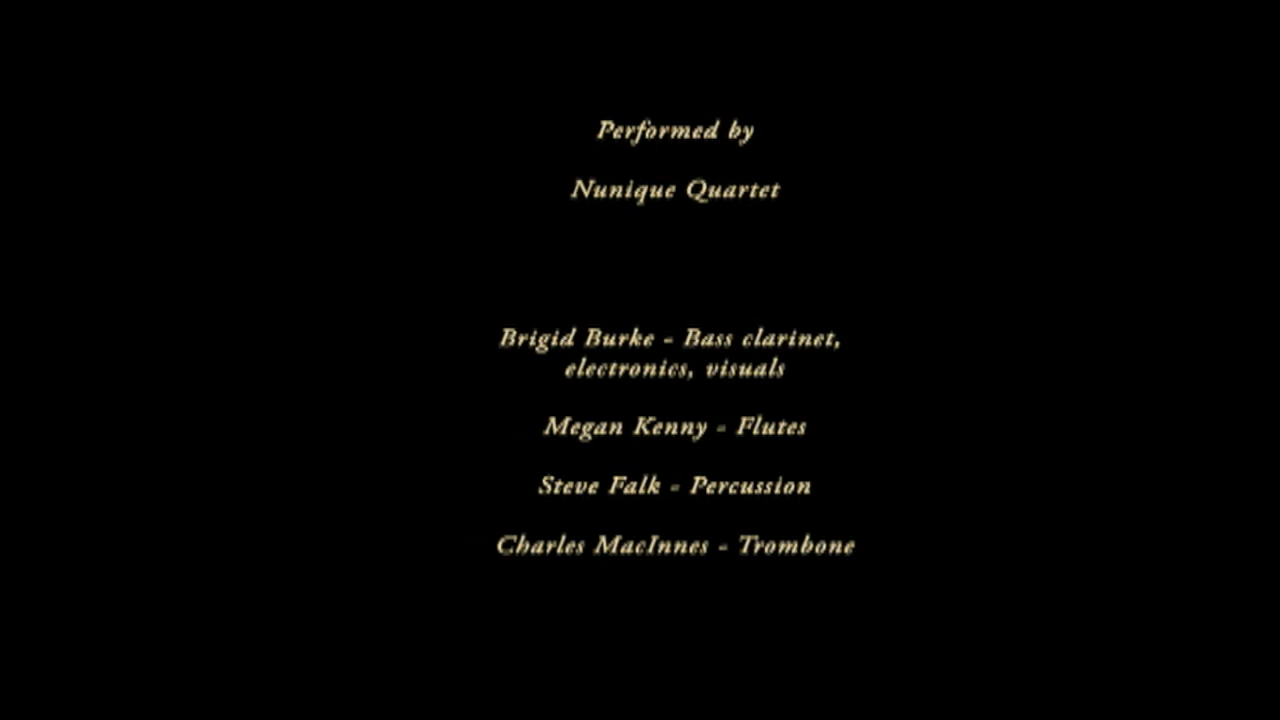 Performed by
Nunique Quartet
Brigid Burke - Bass clarinet,
electronics, visuals
Megan Kenny - Flutes
Steve Falk - Percussion
Charles MacInnes - Trombone